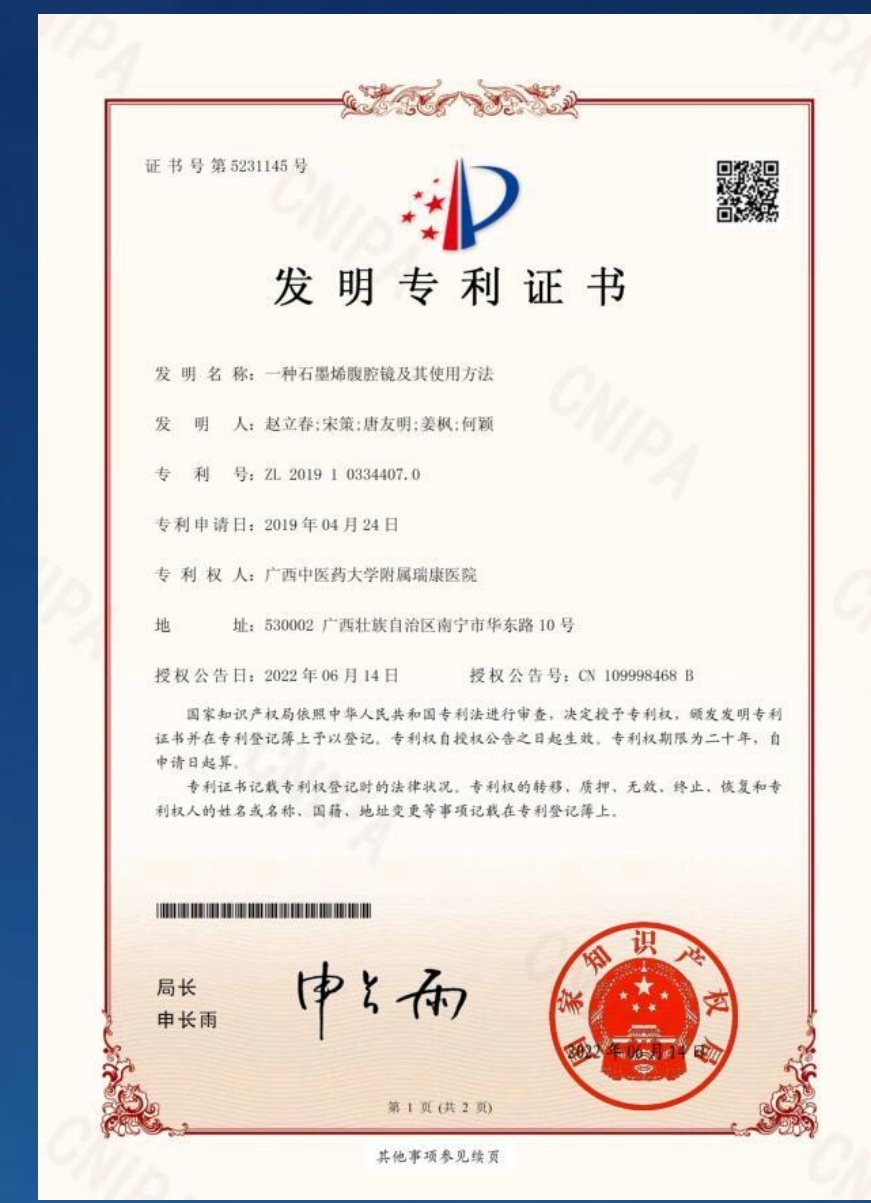 证书号第5231145号
发明专利证书
发明名称：一种石墨烯腹腔镜及其使用方法
发明人：赵立春;宋策;唐友明;姜枫;何颖
专利号：ZL 2019 1 0334407.0
专利申请日：2019年04月24日
专利权人：广西中医药大学附属瑞康医院
地址：530002 广西壮族自治区南宁市华东路10号
授权公告日：2022年06月14日 授权公告号：CN 109998468 B
国家知识产权局依照中华人民共和国专利法进行审查，决定授予专利权，颁发发明专利
证书并在专利登记簿上予以登记。专利权自授权公告之日起生效。专利权期限为二十年，自
申请日起算。
专利证书记载专利权登记时的法律状况。专利权的转移、质押、无效、终止、恢复和专
利权人的姓名或名称、国籍、地址变更等事项记载在专利登记簿上。
局长
申长雨
申长雨
国家知识产权局
2022年06月14日
第 1 页 (共 2 页)
其他事项参见续页
CNIPA
CNIPA
CNIPA
CNIPA
CNIPA